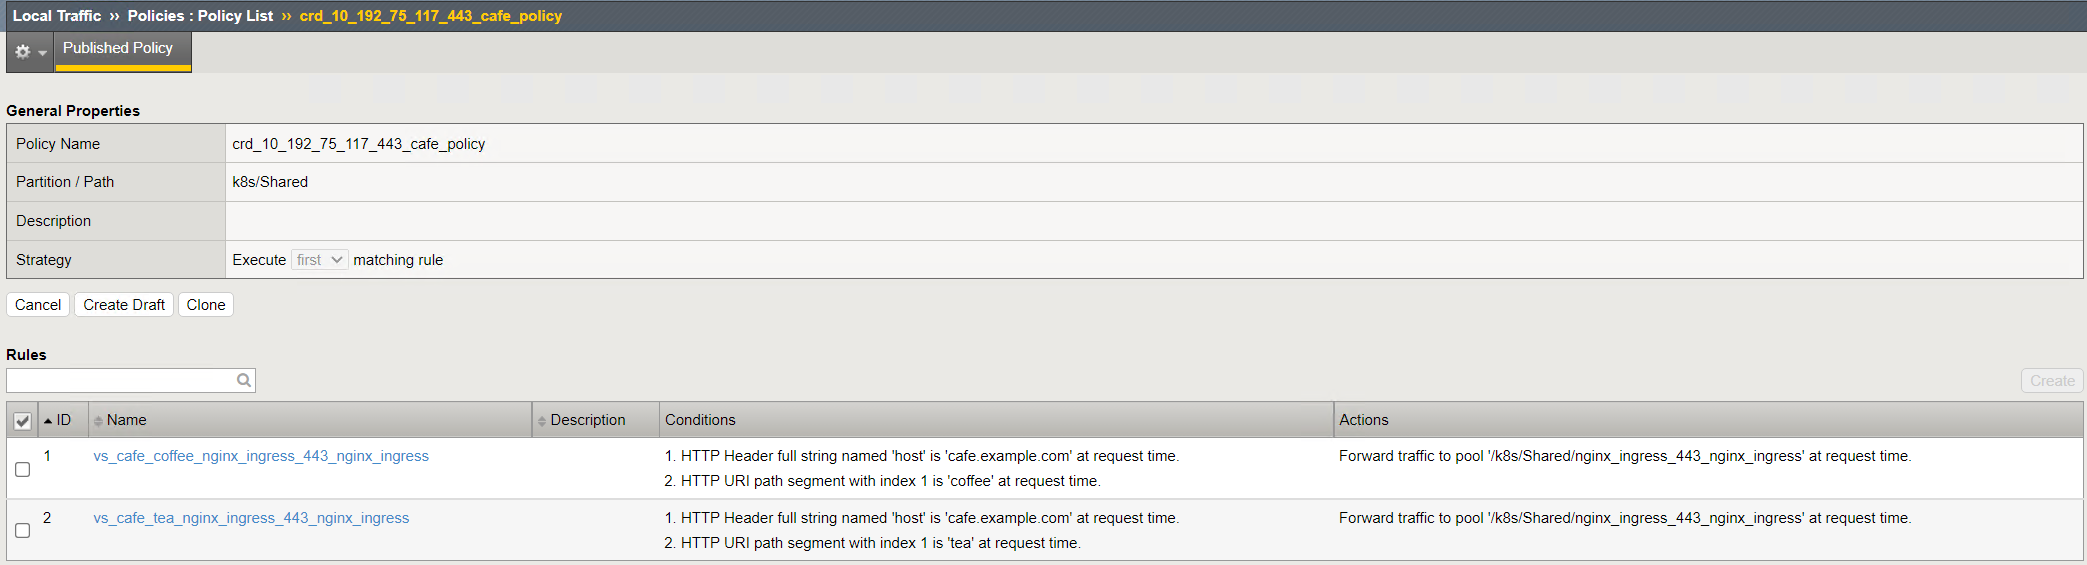 Local Traffic ›› Policies : Policy List ›› crd_10_192_75_117_443_cafe_policy
Published Policy
General Properties
Policy Name crd_10_192_75_117_443_cafe_policy
Partition / Path k8s/Shared
Description
Strategy Execute first matching rule
Cancel Create Draft Clone
Rules
Create
ID Name Description Conditions Actions
1 vs_cafe_coffee_nginx_ingress_443_nginx_ingress 1. HTTP Header full string named 'host' is 'cafe.example.com' at request time. Forward traffic to pool '/k8s/Shared/nginx_ingress_443_nginx_ingress' at request time.
2. HTTP URI path segment with index 1 is 'coffee' at request time.
2 vs_cafe_tea_nginx_ingress_443_nginx_ingress 1. HTTP Header full string named 'host' is 'cafe.example.com' at request time. Forward traffic to pool '/k8s/Shared/nginx_ingress_443_nginx_ingress' at request time.
2. HTTP URI path segment with index 1 is 'tea' at request time.